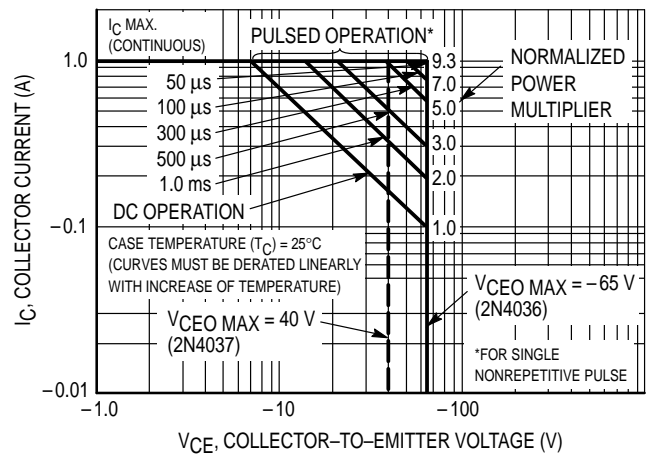 IC MAX.
(CONTINUOUS)
PULSED OPERATION*
1.0
50 µs
100 µs
300 µs
500 µs
1.0 ms
DC OPERATION
9.3
7.0
5.0
3.0
2.0
1.0
NORMALIZED
POWER
MULTIPLIER
−0.1
CASE TEMPERATURE (TC) = 25°C
(CURVES MUST BE DERATED LINEARLY
WITH INCREASE OF TEMPERATURE)
VCEO MAX = 40 V
(2N4037)
VCEO MAX = −65 V
(2N4036)
*FOR SINGLE
NONREPETITIVE PULSE
−0.01
−1.0
−10
−100
IC, COLLECTOR CURRENT (A)
VCE, COLLECTOR–TO–EMITTER VOLTAGE (V)